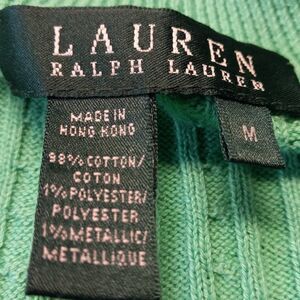 LAUREN
RALPH LAUREN
MADE IN
HONG KONG
98% COTTON/
COTON
1% POLYESTER/
POLYESTER
1% METALLIC/
METALLIQUE
M